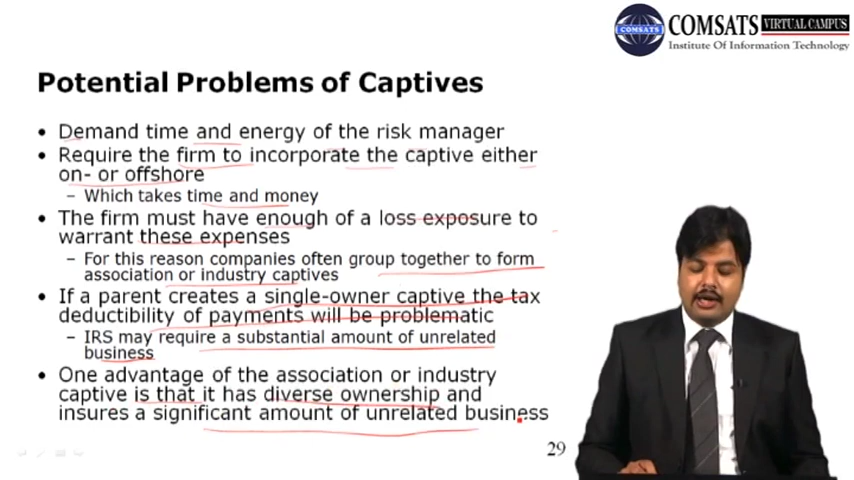 COMSATS VIRTUAL CAMPUS
COMSATS
Institute Of Information Technology
Potential Problems of Captives
• Demand time and energy of the risk manager
• Require the firm to incorporate the captive either
on- or offshore
– Which takes time and money
• The firm must have enough of a loss exposure to
warrant these expenses
– For this reason companies often group together to form
association or industry captives
• If a parent creates a single-owner captive the tax
deductibility of payments will be problematic
– IRS may require a substantial amount of unrelated
business
• One advantage of the association or industry
captive is that it has diverse ownership and
insures a significant amount of unrelated business
29